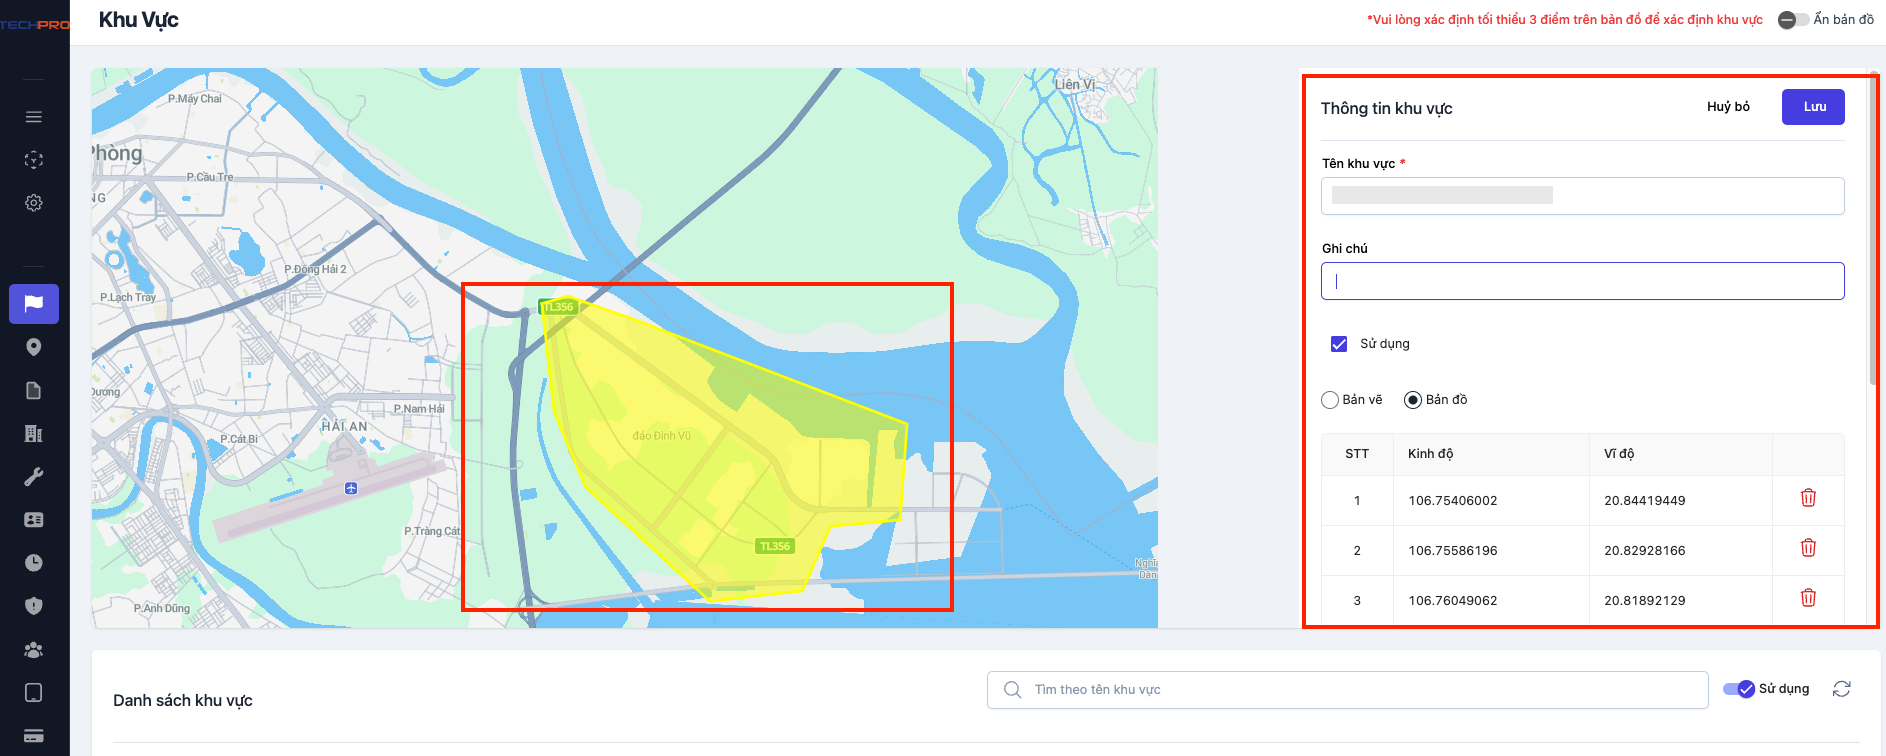 TECHPRO
Khu Vực
*Vui lòng xác định tối thiểu 3 điểm trên bản đồ để xác định khu vực
Ẩn bản đồ
P.Máy Chai
Phòng
P.Cầu Tre
NG
P.Đông Hải 2
P.Lạch Tray
Dương
P.Nam Hải
HẢI AN
P.Cát Bi
P.Tràng Cát
P.Anh Dũng
Liên Vị
TL356
đảo Đình Vũ
TL356
Nghĩa
Thông tin khu vực
Huỷ bỏ
Lưu
Tên khu vực *
Ghi chú
Sử dụng
Bản vẽ
Bản đồ
STT Kinh độ Vĩ độ
1 106.75406002 20.84419449
2 106.75586196 20.82928166
3 106.76049062 20.81892129
Danh sách khu vực
Tìm theo tên khu vực
Sử dụng